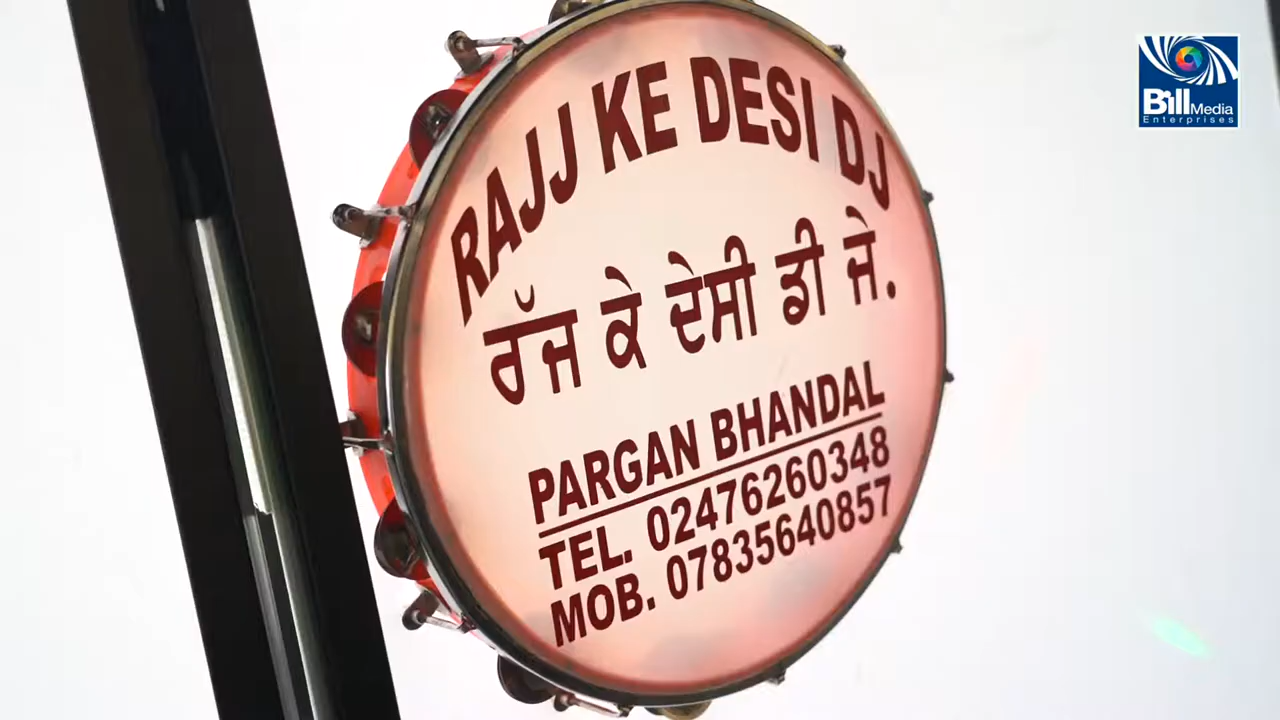 RAJJ KE DESI DJ
ਰੱਜ ਕੇ ਦੇਸੀ ਡੀ ਜੇ.
PARGAN BHANDAL
TEL. 02476260348
MOB. 07835640857
Bill Media
Enterprises